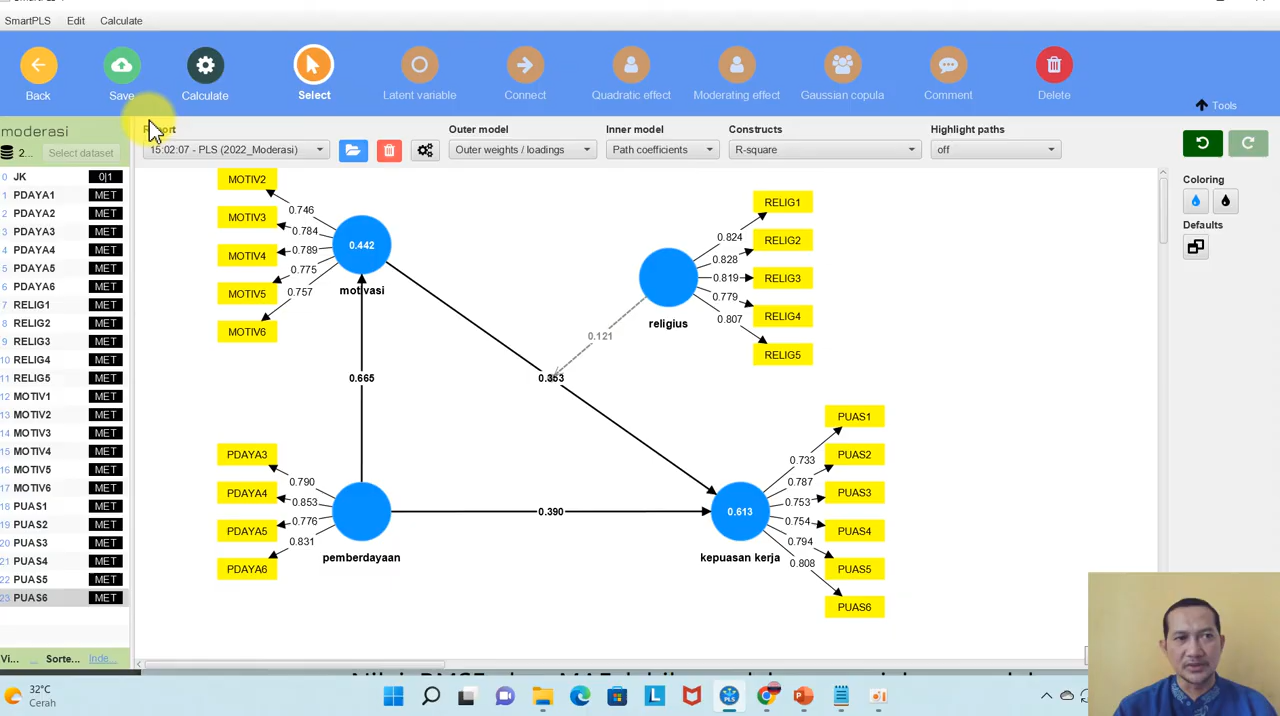 SmartPLS Edit Calculate
Back Save Calculate Select Latent variable Connect Quadratic effect Moderating effect Gaussian copula Comment Delete
Tools
moderasi
2... Select dataset
Outer model Inner model Constructs Highlight paths
15:02:07 - PLS (2022_Moderasi) Outer weights / loadings Path coefficients R-square off
Coloring
Defaults
0 JK 0|1
1 PDAYA1 MET
2 PDAYA2 MET
3 PDAYA3 MET
4 PDAYA4 MET
5 PDAYA5 MET
6 PDAYA6 MET
7 RELIG1 MET
8 RELIG2 MET
9 RELIG3 MET
10 RELIG4 MET
11 RELIG5 MET
12 MOTIV1 MET
13 MOTIV2 MET
14 MOTIV3 MET
15 MOTIV4 MET
16 MOTIV5 MET
17 MOTIV6 MET
18 PUAS1 MET
19 PUAS2 MET
20 PUAS3 MET
21 PUAS4 MET
22 PUAS5 MET
23 PUAS6 MET
Vi... ... Sorte... Inde...
MOTIV2
MOTIV3
MOTIV4
MOTIV5
MOTIV6
0.746
0.784
0.789
0.775
0.757
0.442
motivasi
RELIG1
RELIG2
RELIG3
RELIG4
RELIG5
0.824
0.828
0.819
0.779
0.807
religius
0.121
0.353
0.665
PDAYA3
PDAYA4
PDAYA5
PDAYA6
0.790
0.853
0.776
0.831
pemberdayaan
0.390
0.613
kepuasan kerja
PUAS1
PUAS2
PUAS3
PUAS4
PUAS5
PUAS6
0.733
0.787
0.753
0.754
0.794
0.808
32°C
Cerah
PLS